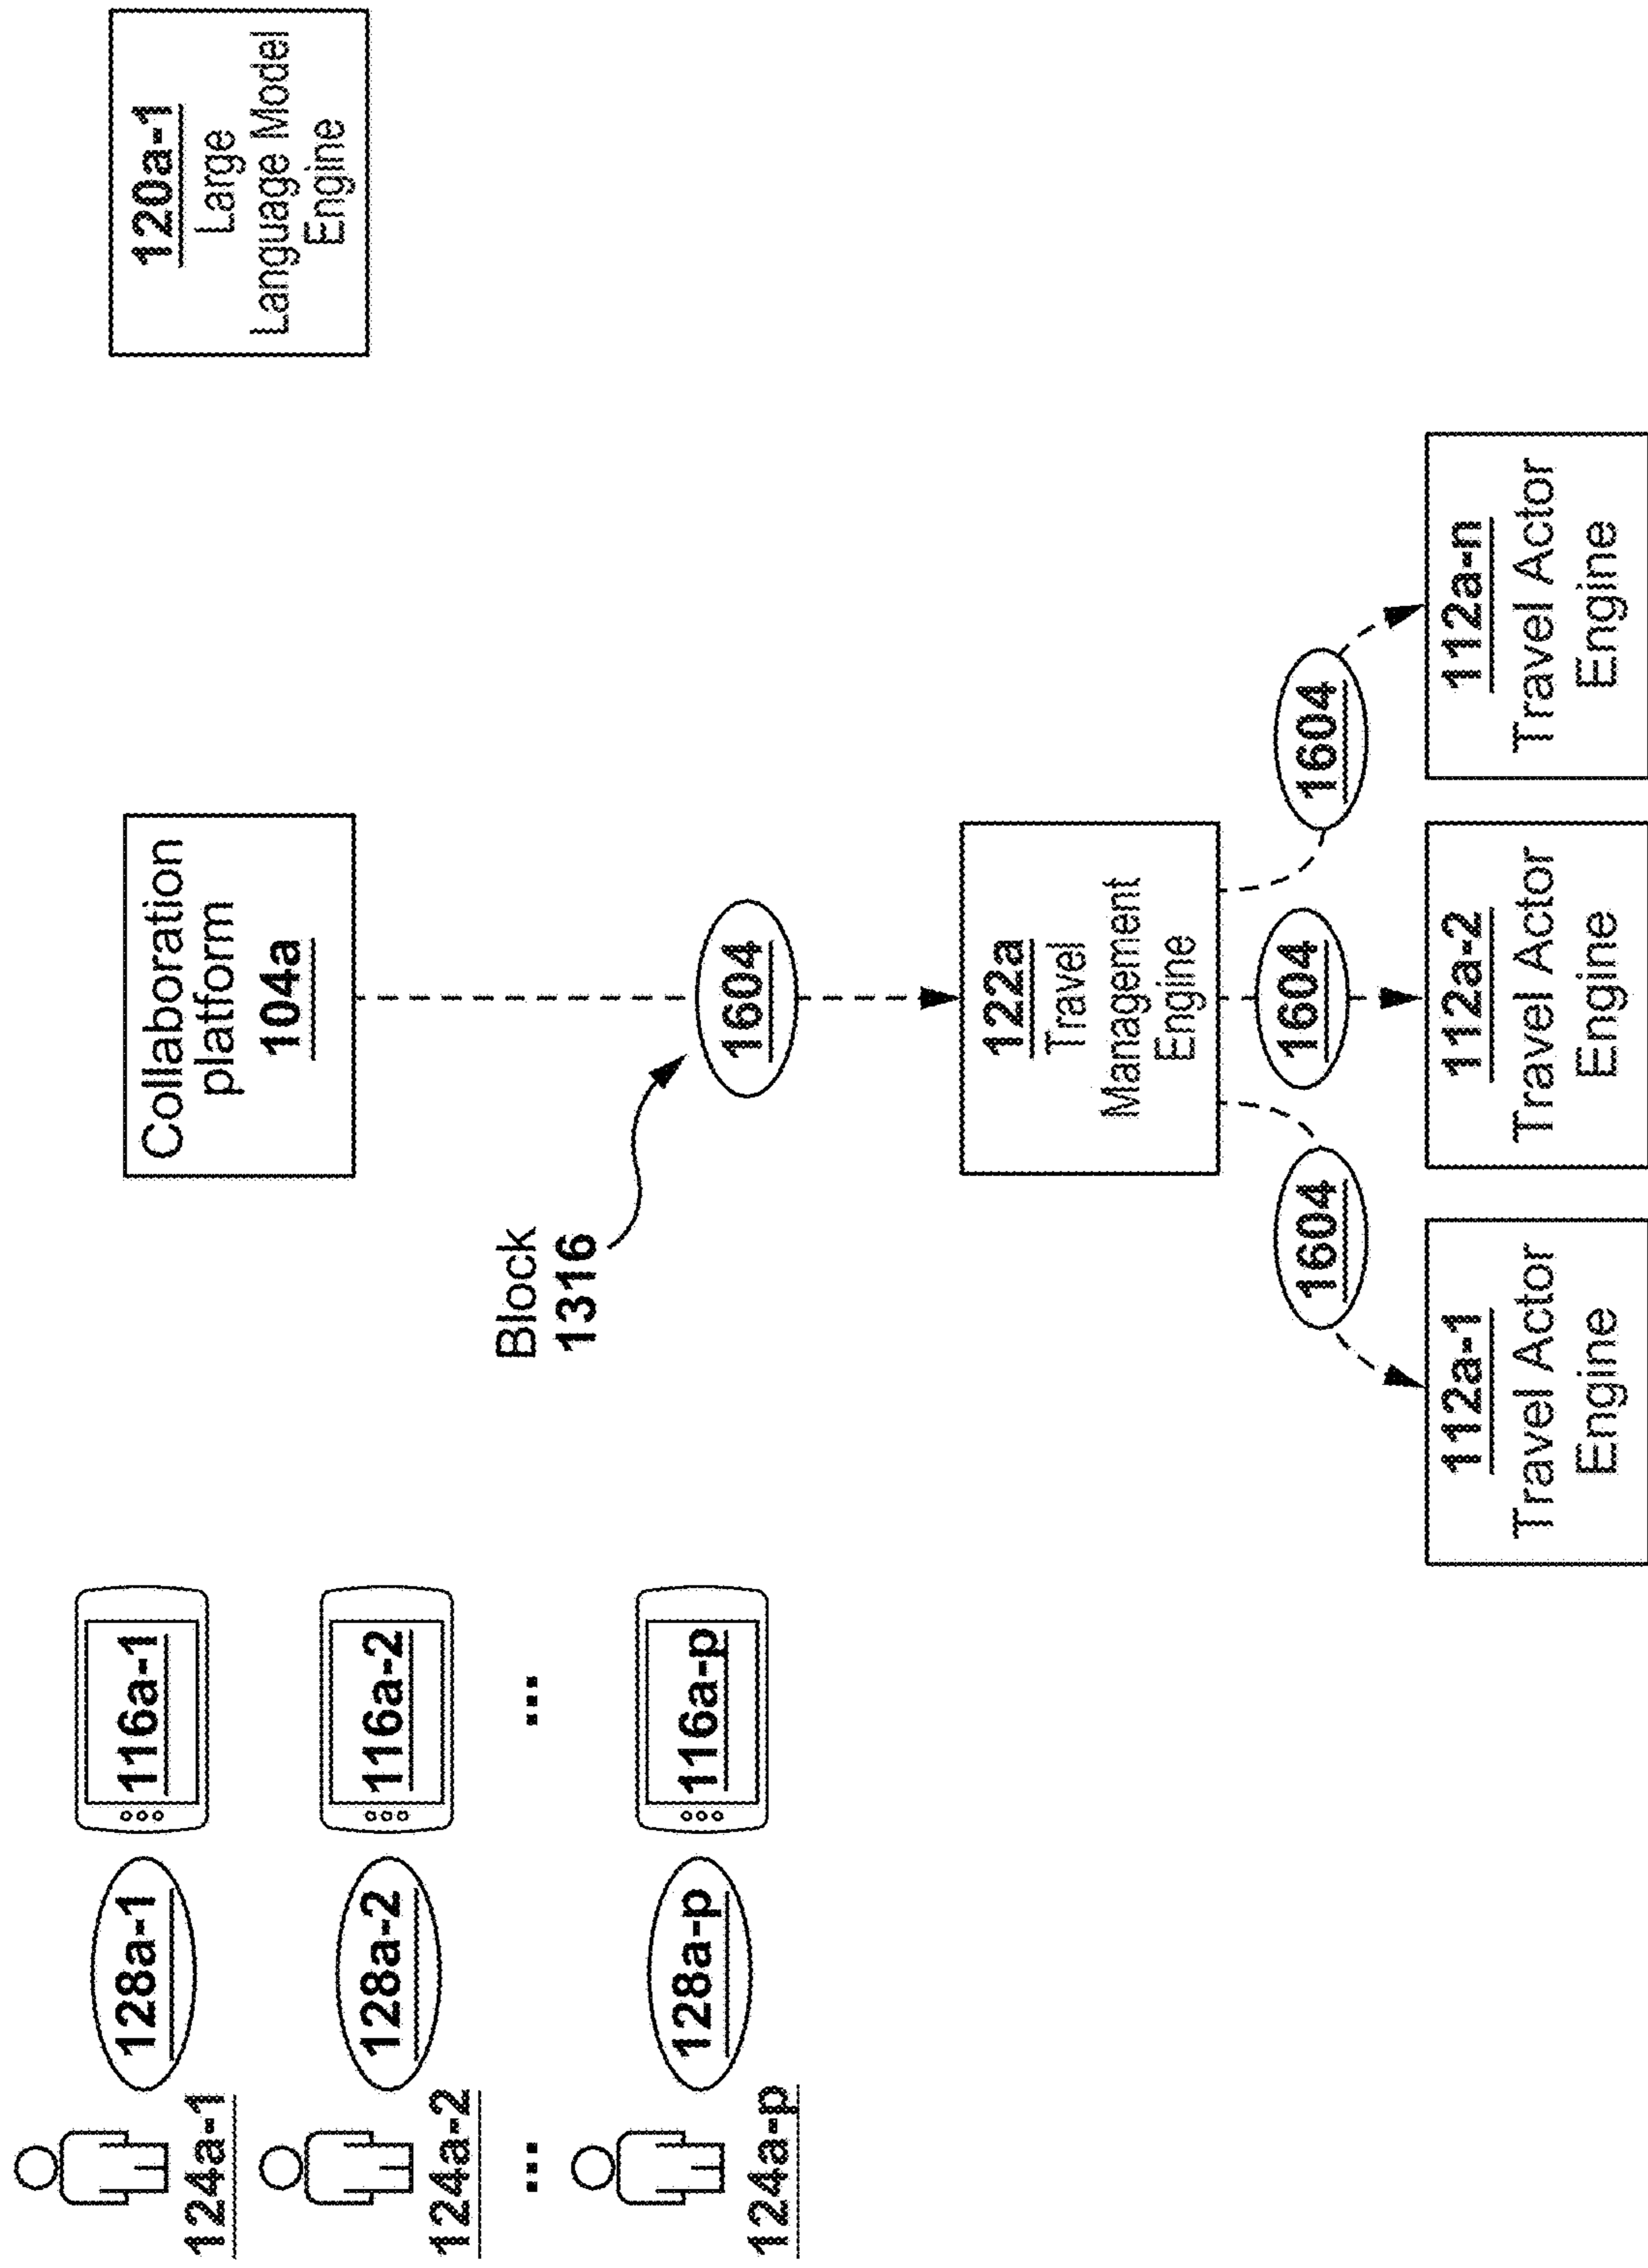 124a-1
128a-1
116a-1
124a-2
128a-2
116a-2
...
...
124a-p
128a-p
116a-p
Collaboration
platform
104a
120a-1
Large
Language Model
Engine
Block
1316
1604
122a
Travel
Management
Engine
1604
1604
1604
112a-1
Travel Actor
Engine
112a-2
Travel Actor
Engine
112a-n
Travel Actor
Engine